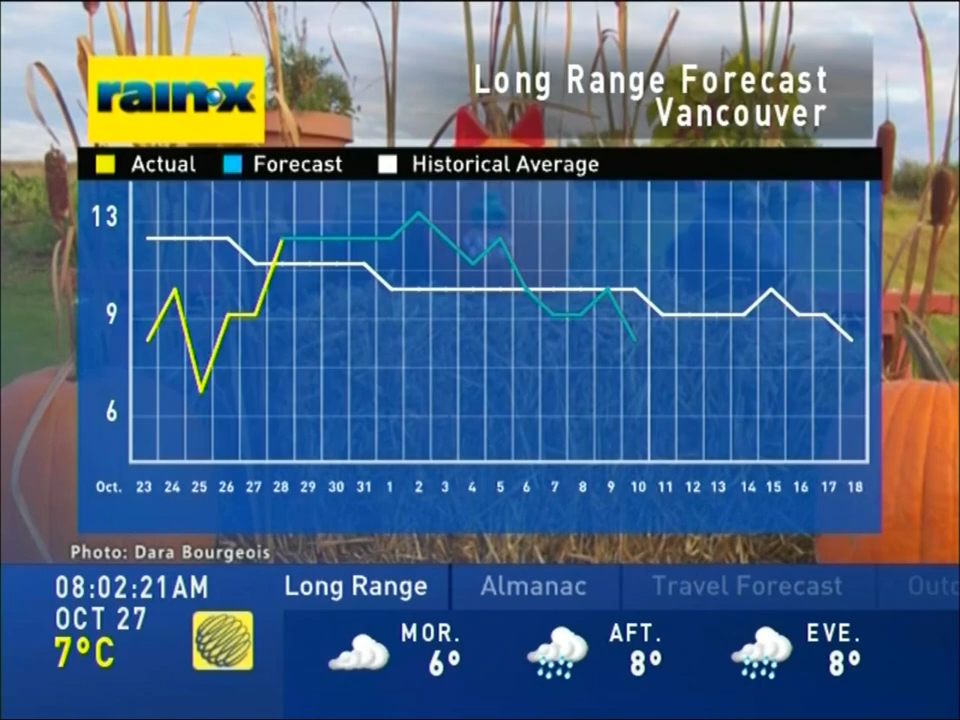 rain-x
Long Range Forecast
Vancouver
Actual Forecast Historical Average
13
9
6
Oct. 23 24 25 26 27 28 29 30 31 1 2 3 4 5 6 7 8 9 10 11 12 13 14 15 16 17 18
Photo: Dara Bourgeois
08:02:21AM
OCT 27
7°C
Long Range Almanac Travel Forecast Outd
MOR. AFT. EVE.
6° 8° 8°